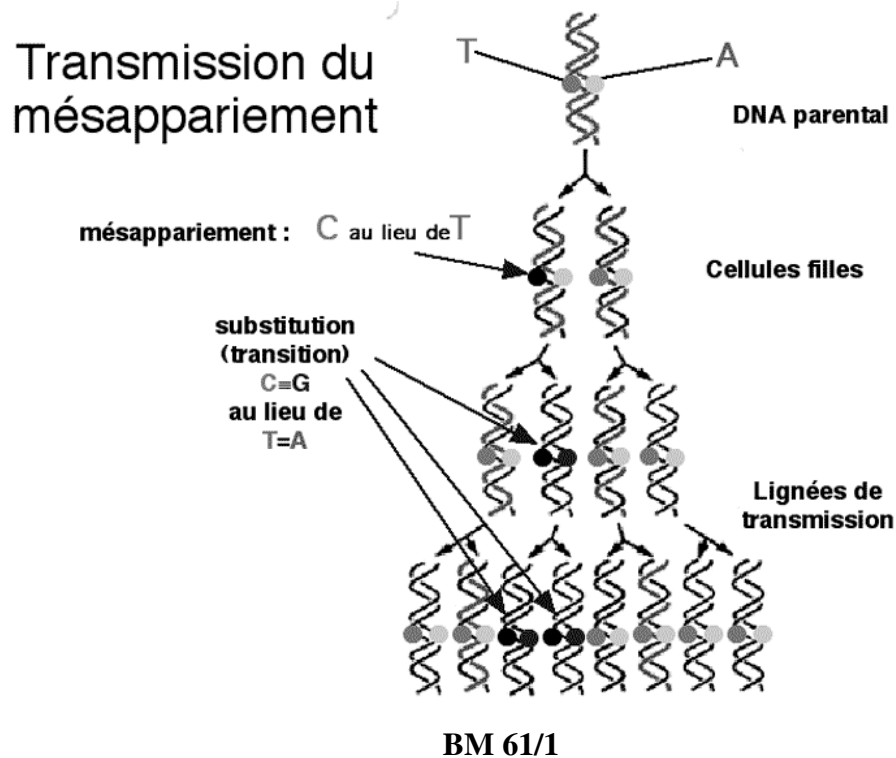 Transmission du
mésappariement
T
A
DNA parental
mésappariement : C au lieu de T
Cellules filles
substitution
(transition)
C≡G
au lieu de
T=A
Lignées de
transmission
BM 61/1